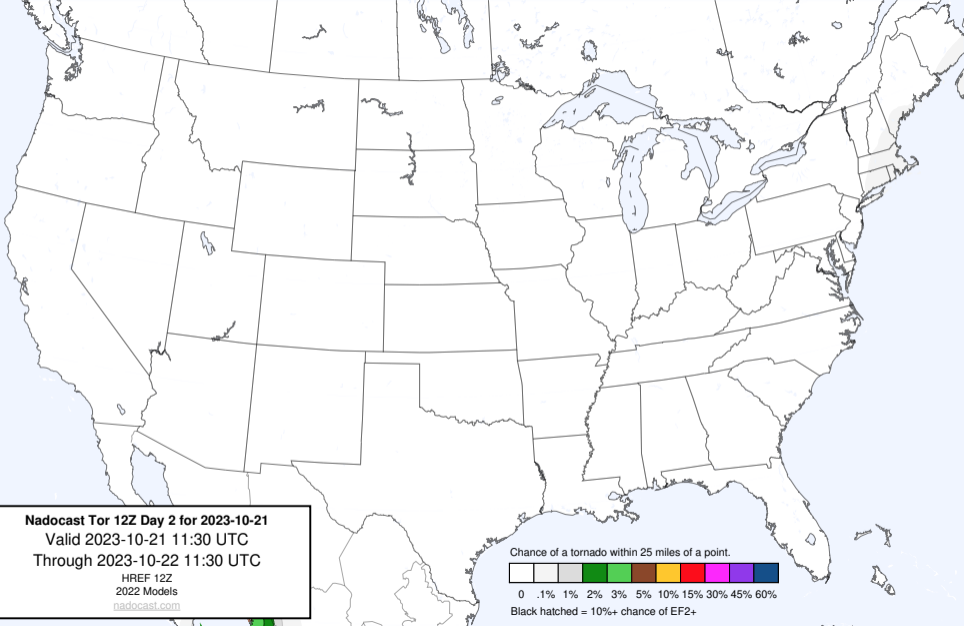 Nadocast Tor 12Z Day 2 for 2023-10-21
Valid 2023-10-21 11:30 UTC
Through 2023-10-22 11:30 UTC
HREF 12Z
2022 Models
nadocast.com
Chance of a tornado within 25 miles of a point.
0 .1% 1% 2% 3% 5% 10% 15% 30% 45% 60%
Black hatched = 10%+ chance of EF2+